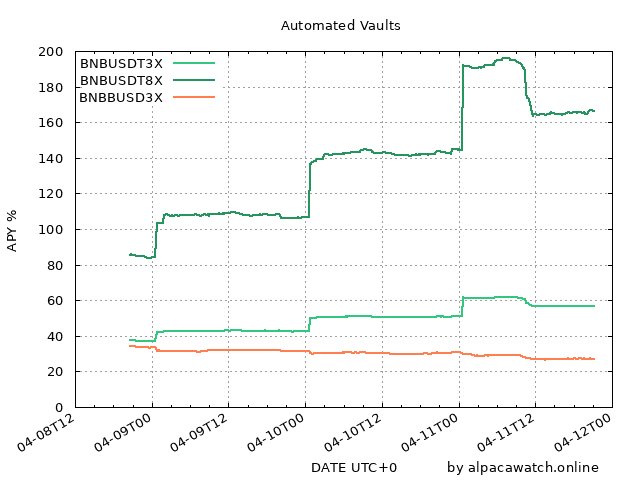 Automated Vaults
BNBUSDT3X
BNBUSDT8X
BNBBUSD3X
APY %
200
180
160
140
120
100
80
60
40
20
0
04-08T12
04-09T00
04-09T12
04-10T00
04-10T12
04-11T00
04-11T12
04-12T00
DATE UTC+0
by alpacawatch.online